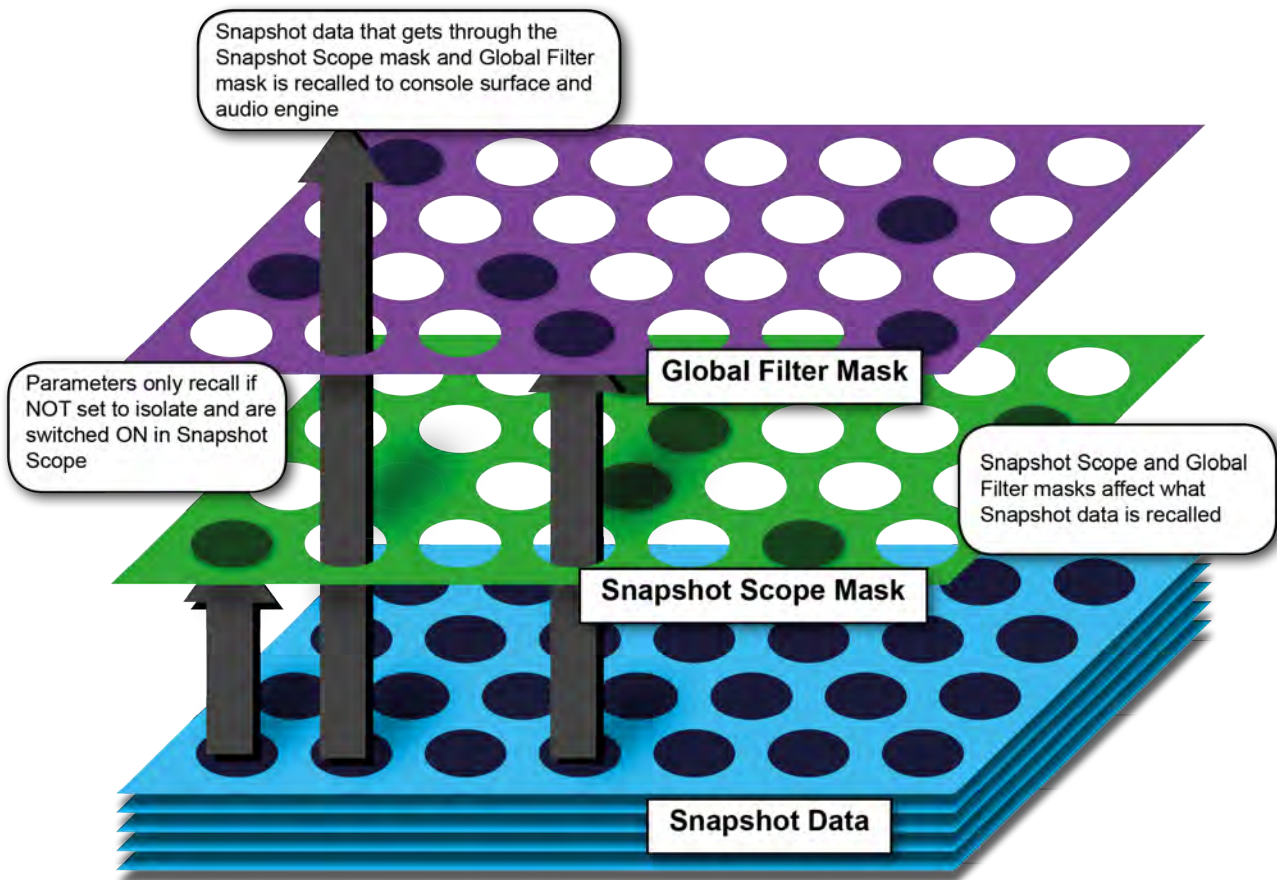 Snapshot data that gets through the
Snapshot Scope mask and Global Filter
mask is recalled to console surface and
audio engine
Global Filter Mask
Parameters only recall if
NOT set to isolate and are
switched ON in Snapshot
Scope
Snapshot Scope and Global
Filter masks affect what
Snapshot data is recalled
Snapshot Scope Mask
Snapshot Data